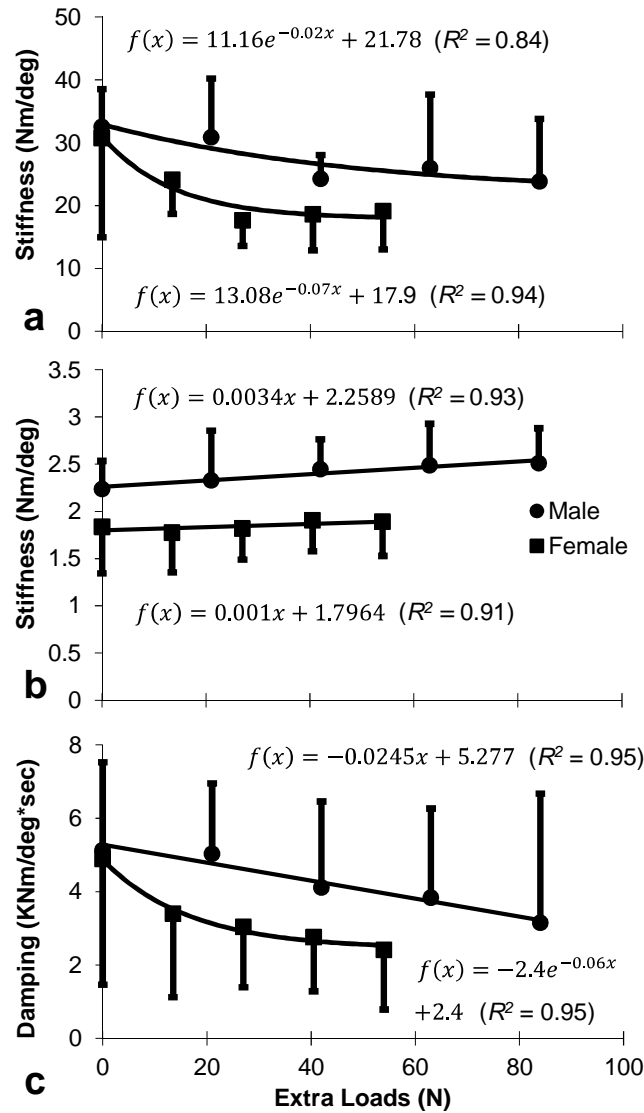 a
Stiffness (Nm/deg)
50
40
30
20
10
0
f(x) = 11.16e^{−0.02x} + 21.78 (R² = 0.84)
f(x) = 13.08e^{−0.07x} + 17.9 (R² = 0.94)
b
Stiffness (Nm/deg)
3.5
3
2.5
2
1.5
1
0.5
0
f(x) = 0.0034x + 2.2589 (R² = 0.93)
Male
Female
f(x) = 0.001x + 1.7964 (R² = 0.91)
c
Damping (KNm/deg*sec)
8
6
4
2
0
f(x) = −0.0245x + 5.277 (R² = 0.95)
f(x) = −2.4e^{−0.06x}
+2.4 (R² = 0.95)
0 20 40 60 80 100
Extra Loads (N)